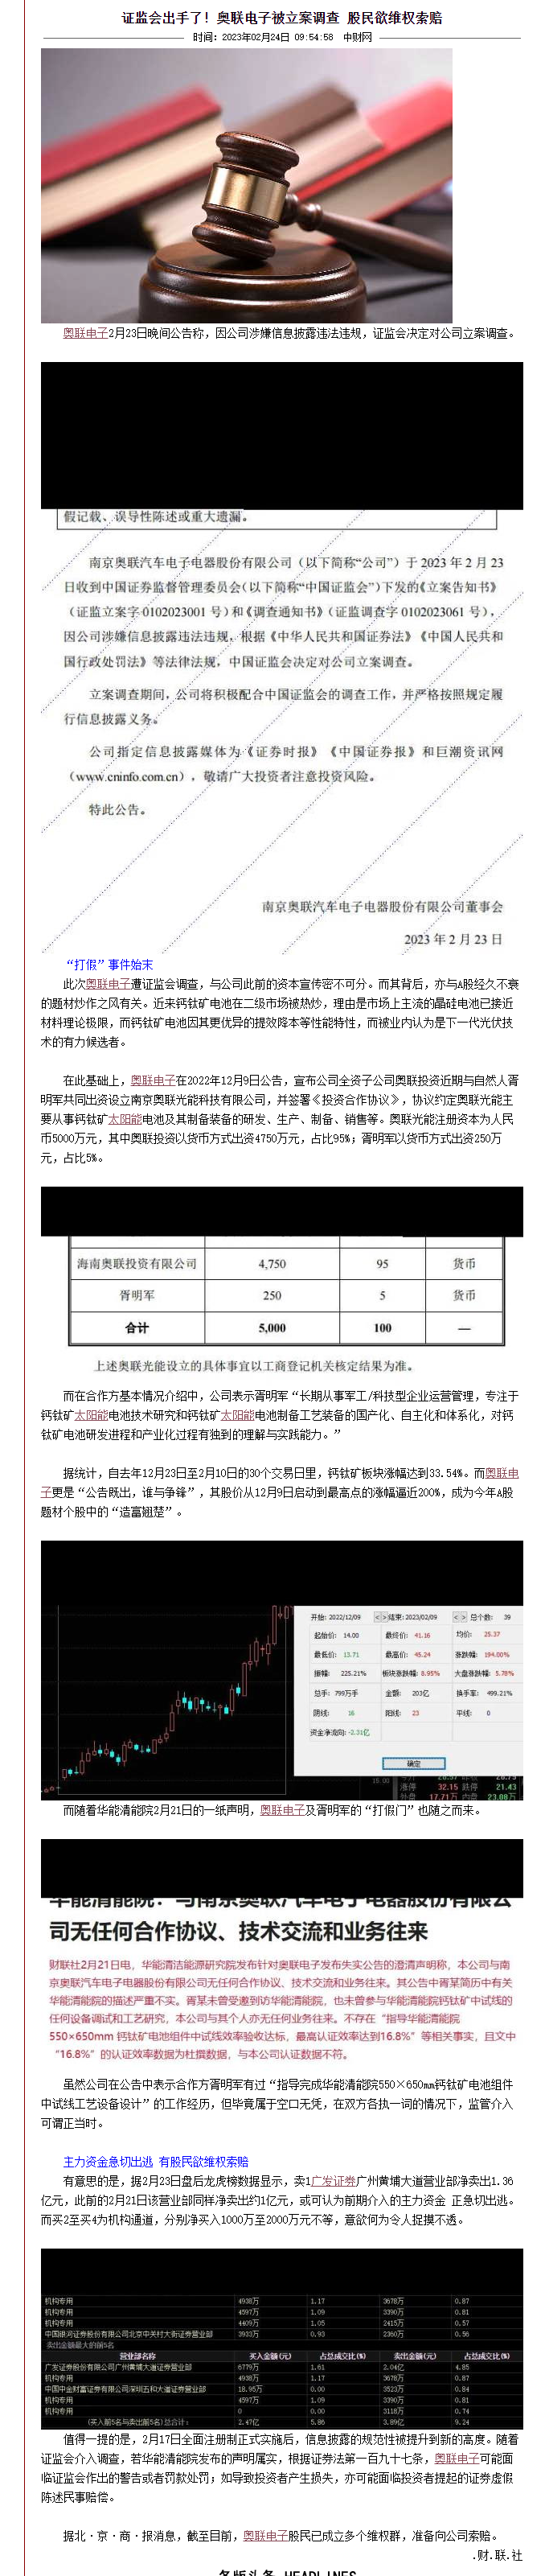 证监会出手了！奥联电子被立案调查 股民欲维权索赔
时间：2023年02月24日 09:54:58 中财网
奥联电子2月23日晚间公告称，因公司涉嫌信息披露违法违规，证监会决定对公司立案调查。
假记载、误导性陈述或重大遗漏。
南京奥联汽车电子电器股份有限公司（以下简称“公司”）于 2023 年 2 月 23
日收到中国证券监督管理委员会（以下简称“中国证监会”）下发的《立案告知书》
（证监立案字 0102023001 号）和《调查通知书》（证监调查字 0102023061 号），
因公司涉嫌信息披露违法违规，根据《中华人民共和国证券法》《中国人民共和
国行政处罚法》等法律法规，中国证监会决定对公司立案调查。
立案调查期间，公司将积极配合中国证监会的调查工作，并严格按照规定履
行信息披露义务。
公司指定信息披露媒体为《证券时报》《中国证券报》和巨潮资讯网
（www.cninfo.com.cn），敬请广大投资者注意投资风险。
特此公告。
南京奥联汽车电子电器股份有限公司董事会
2023 年 2 月 23 日
“打假”事件始末
此次奥联电子遭证监会调查，与公司此前的资本宣传密不可分。而其背后，亦与A股经久不衰
的题材炒作之风有关。近来钙钛矿电池在二级市场被热炒，理由是市场上主流的晶硅电池已接近
材料理论极限，而钙钛矿电池因其更优异的提效降本等性能特性，而被业内认为是下一代光伏技
术的有力候选者。
在此基础上，奥联电子在2022年12月9日公告，宣布公司全资子公司奥联投资近期与自然人胥
明军共同出资设立南京奥联光能科技有限公司，并签署《投资合作协议》，协议约定奥联光能主
要从事钙钛矿太阳能电池及其制备装备的研发、生产、制备、销售等。奥联光能注册资本为人民
币5000万元，其中奥联投资以货币方式出资4750万元，占比95%；胥明军以货币方式出资250万
元，占比5%。
海南奥联投资有限公司 4,750 95 货币
胥明军 250 5 货币
合计 5,000 100 —
上述奥联光能设立的具体事宜以工商登记机关核定结果为准。
而在合作方基本情况介绍中，公司表示胥明军“长期从事军工/科技型企业运营管理，专注于
钙钛矿太阳能电池技术研究和钙钛矿太阳能电池制备工艺装备的国产化、自主化和体系化，对钙
钛矿电池研发进程和产业化过程有独到的理解与实践能力。”
据统计，自去年12月23日至2月10日的30个交易日里，钙钛矿板块涨幅达到33.54%。而奥联电
子更是“公告既出，谁与争锋”，其股价从12月9日启动到最高点的涨幅逼近200%，成为今年A股
题材个股中的“造富翘楚”。
开始: 2022/12/09 < > 结束: 2023/02/09 < > 总个数: 39
起始价: 14.00 最终价: 41.16 均价: 25.37
最低价: 13.71 最高价: 45.24 涨跌幅: 194.00%
振幅: 225.21% 板块涨跌幅: 8.95% 大盘涨跌幅: 5.78%
总手: 799万手 金额: 203亿 换手率: 499.21%
阴线: 16 阳线: 23 平线: 0
资金净流向: -2.31亿
确定
15.00
涨停 32.15 跌停 21.43
外盘 17.71万 内盘 23.08万
而随着华能清能院2月21日的一纸声明，奥联电子及胥明军的“打假门”也随之而来。
华能清能院：与南京奥联汽车电子电器股份有限公
司无任何合作协议、技术交流和业务往来
财联社2月21日电，华能清洁能源研究院发布针对奥联电子发布失实公告的澄清声明称，本公司与南
京奥联汽车电子电器股份有限公司无任何合作协议、技术交流和业务往来。其公告中胥某简历中有关
华能清能院的描述严重不实。胥某未曾受邀到访华能清能院，也未曾参与华能清能院钙钛矿中试线的
任何设备调试和工艺研究，本公司与其个人亦无任何业务往来。不存在“指导华能清能院
550×650mm 钙钛矿电池组件中试线效率验收达标，最高认证效率达到16.8%”等相关事实，且文中
“16.8%”的认证效率数据为杜撰数据，与本公司认证数据不符。
虽然公司在公告中表示合作方胥明军有过“指导完成华能清能院550×650mm钙钛矿电池组件
中试线工艺设备设计”的工作经历，但毕竟属于空口无凭，在双方各执一词的情况下，监管介入
可谓正当时。
主力资金急切出逃 有股民欲维权索赔
有意思的是，据2月23日盘后龙虎榜数据显示，卖1广发证券广州黄埔大道营业部净卖出1.36
亿元，此前的2月21日该营业部同样净卖出约1亿元，或可认为前期介入的主力资金 正急切出逃。
而买2至买4为机构通道，分别净买入1000万至2000万元不等，意欲何为令人捉摸不透。
机构专用 4938万 1.17 3678万 0.87
机构专用 4597万 1.09 3390万 0.81
机构专用 4409万 1.05 2415万 0.57
中国银河证券股份有限公司北京中关村大街证券营业部 3933万 0.93 2360万 0.56
卖出金额最大的前5名
营业部名称 买入金额(元) 占总成交比(%) 卖出金额(元) 占总成交比(%)
广发证券股份有限公司广州黄埔大道证券营业部 6779万 1.61 2.04亿 4.85
机构专用 4938万 1.17 3678万 0.87
中国中金财富证券有限公司深圳五和大道证券营业部 18.95万 0.00 3523万 0.84
机构专用 4597万 1.09 3390万 0.81
机构专用 0 0.00 3118万 0.74
(买入前5名与卖出前5名)总合计: 2.47亿 5.86 3.89亿 9.24
值得一提的是，2月17日全面注册制正式实施后，信息披露的规范性被提升到新的高度。随着
证监会介入调查，若华能清能院发布的声明属实，根据证券法第一百九十七条，奥联电子可能面
临证监会作出的警告或者罚款处罚；如导致投资者产生损失，亦可能面临投资者提起的证券虚假
陈述民事赔偿。
据北·京·商·报消息，截至目前，奥联电子股民已成立多个维权群，准备向公司索赔。
.财.联.社
各版头条 HEADLINES